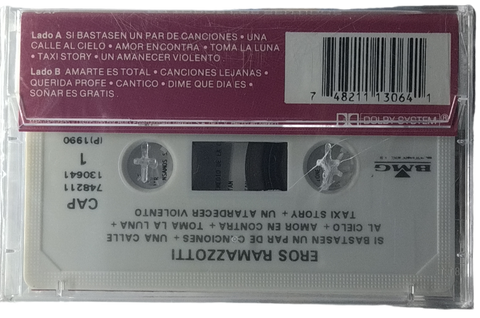 Lado A SI BASTASEN UN PAR DE CANCIONES • UNA
CALLE AL CIELO • AMOR ENCONTRA • TOMA LA LUNA
• TAXI STORY • UN AMANECER VIOLENTO
Lado B AMARTE ES TOTAL • CANCIONES LEJANAS •
QUERIDA PROFE • CANTICO • DIME QUE DIA ES •
SOÑAR ES GRATIS.
7 48211 13064 1
DOLBY SYSTEM
EROS RAMAZZOTTI
SI BASTASEN UN PAR DE CANCIONES + UNA CALLE
AL CIELO + AMOR EN CONTRA + TOMA LA LUNA +
TAXI STORY + UN ATARDECER VIOLENTO
CAP
748211
130641
1
(P)1990
BMG